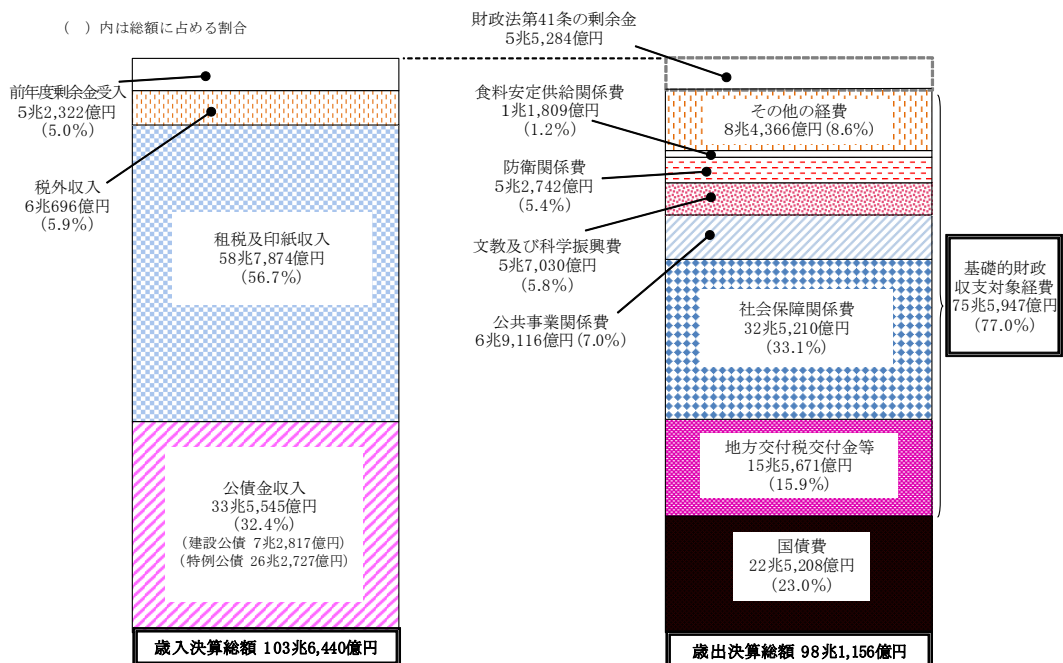 ( ）内は総額に占める割合
前年度剰余金受入
5兆2,322億円
(5.0%)
税外収入
6兆696億円
(5.9%)
租税及印紙収入
58兆7,874億円
(56.7%)
公債金収入
33兆5,545億円
(32.4%)
(建設公債 7兆2,817億円)
(特例公債 26兆2,727億円)
歳入決算総額 103兆6,440億円
財政法第41条の剰余金
5兆5,284億円
食料安定供給関係費
1兆1,809億円
(1.2%)
その他の経費
8兆4,366億円(8.6%)
防衛関係費
5兆2,742億円
(5.4%)
文教及び科学振興費
5兆7,030億円
(5.8%)
公共事業関係費
6兆9,116億円(7.0%)
社会保障関係費
32兆5,210億円
(33.1%)
地方交付税交付金等
15兆5,671億円
(15.9%)
国債費
22兆5,208億円
(23.0%)
歳出決算総額 98兆1,156億円
基礎的財政
収支対象経費
75兆5,947億円
(77.0%)